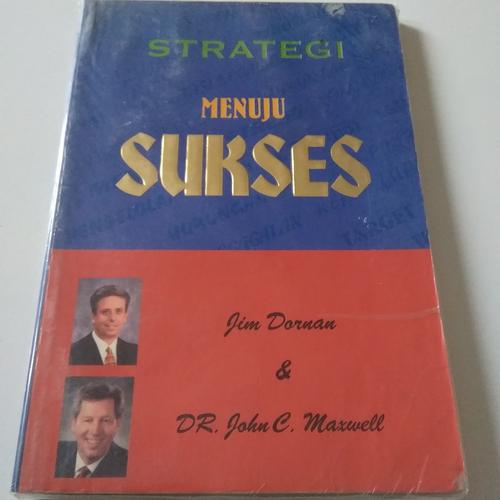 STRATEGI
MENUJU
SUKSES
Jim Dornan
&
DR. John C. Maxwell